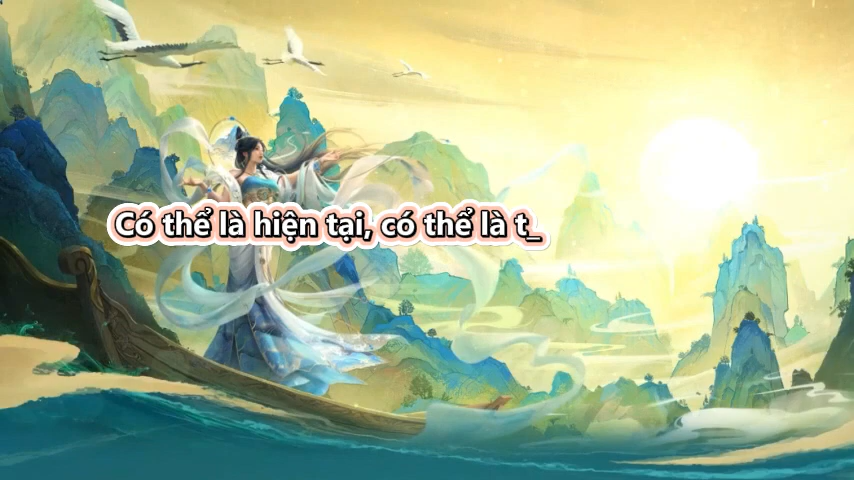 Có thể là hiện tại, có thể là t_